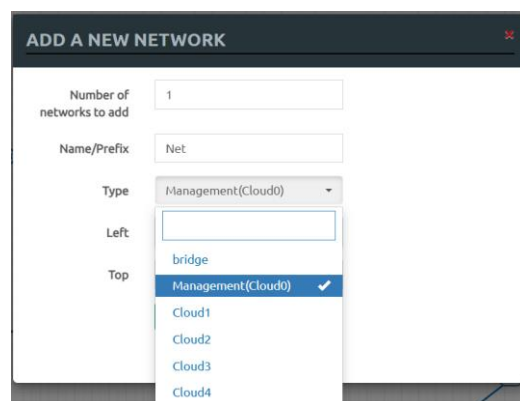 ADD A NEW NETWORK
Number of
networks to add
1
Name/Prefix
Net
Type
Management(Cloud0)
Left
Top
bridge
Management(Cloud0)
Cloud1
Cloud2
Cloud3
Cloud4